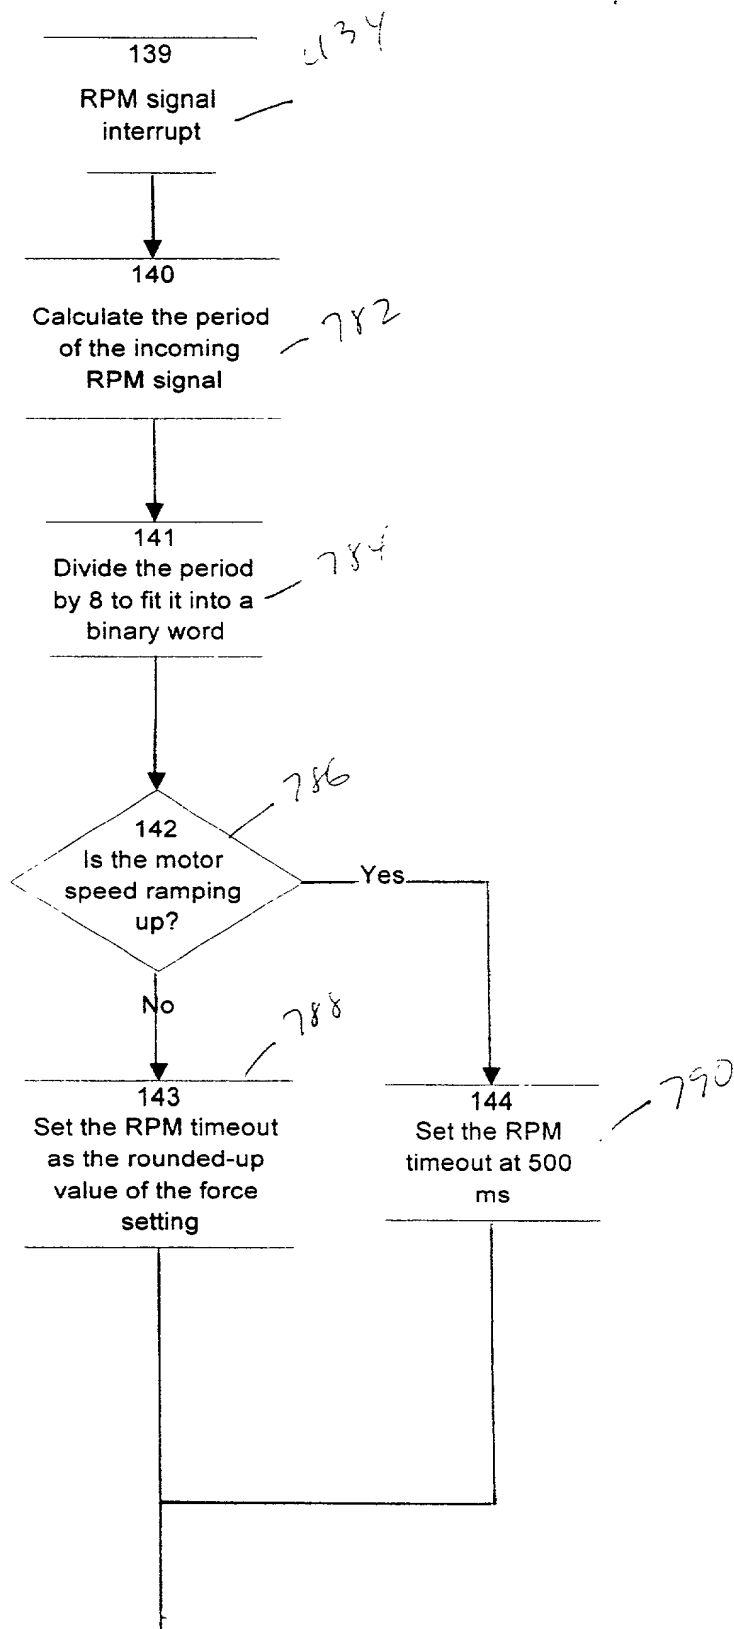 139
RPM signal
interrupt
140
Calculate the period
of the incoming
RPM signal
782
141
Divide the period
by 8 to fit it into a
binary word
784
142
Is the motor
speed ramping
up?
786
Yes
No
788
143
Set the RPM timeout
as the rounded-up
value of the force
setting
144
Set the RPM
timeout at 500
ms
790